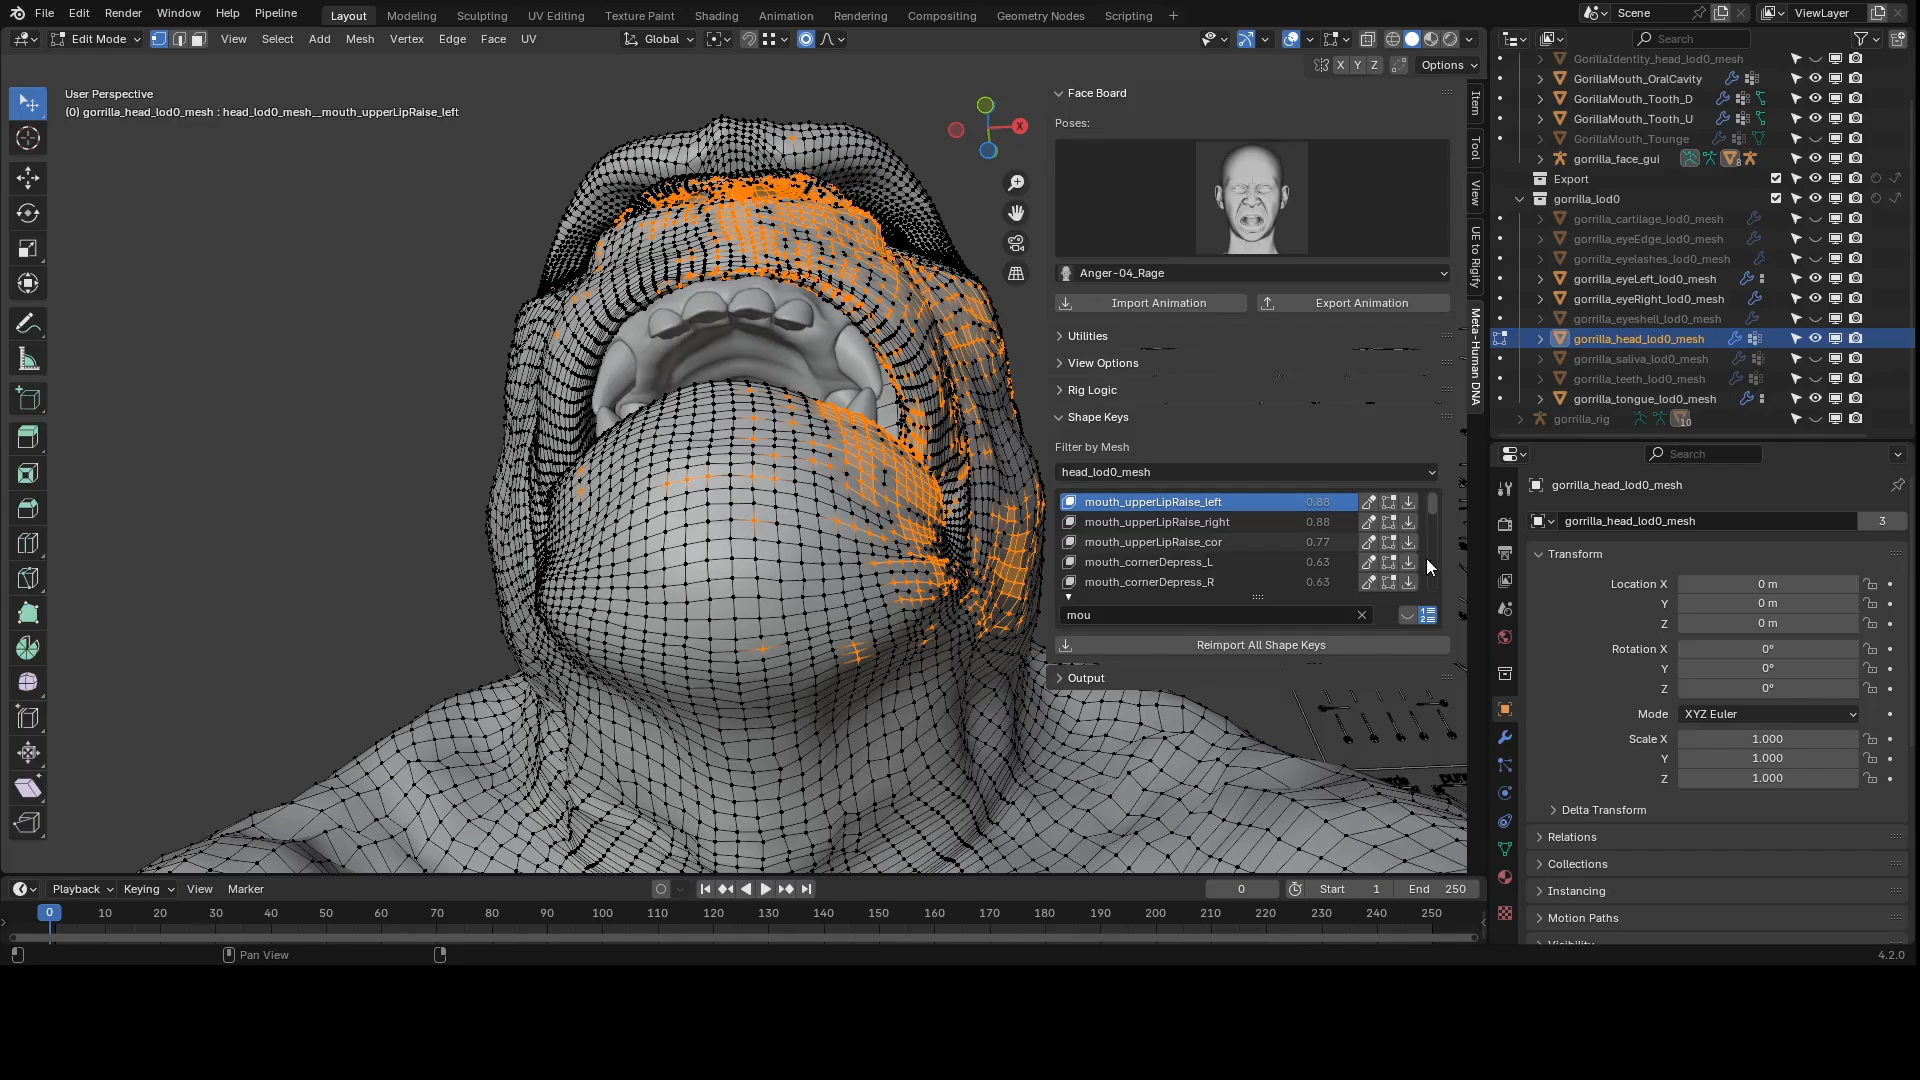 File Edit Render Window Help Pipeline Layout Modeling Sculpting UV Editing Texture Paint Shading Animation Rendering Compositing Geometry Nodes Scripting + Scene ViewLayer
Edit Mode View Select Add Mesh Vertex Edge Face UV Global Search
X Y Z Options
User Perspective
(0) gorrilla_head_lod0_mesh : head_lod0_mesh__mouth_upperLipRaise_left
X
Face Board
Poses:
Anger-04_Rage
Import Animation Export Animation
Utilities
View Options
Rig Logic
Shape Keys
Filter by Mesh
head_lod0_mesh
mouth_upperLipRaise_left 0.88
mouth_upperLipRaise_right 0.88
mouth_upperLipRaise_cor 0.77
mouth_cornerDepress_L 0.63
mouth_cornerDepress_R 0.63
mou
Reimport All Shape Keys
Output
Item
Tool
View
UE to Rigify
Meta-Human DNA
GorillaIdentity_head_lod0_mesh
GorillaMouth_OralCavity
GorillaMouth_Tooth_D
GorillaMouth_Tooth_U
GorillaMouth_Tounge
gorilla_face_gui 8
Export
gorilla_lod0
gorrilla_cartilage_lod0_mesh
gorrilla_eyeEdge_lod0_mesh
gorrilla_eyelashes_lod0_mesh
gorrilla_eyeLeft_lod0_mesh
gorrilla_eyeRight_lod0_mesh
gorrilla_eyeshell_lod0_mesh
gorrilla_head_lod0_mesh
gorrilla_saliva_lod0_mesh
gorrilla_teeth_lod0_mesh
gorrilla_tongue_lod0_mesh
gorrilla_rig 10
Search
gorrilla_head_lod0_mesh
gorrilla_head_lod0_mesh 3
Transform
Location X 0 m
Y 0 m
Z 0 m
Rotation X 0°
Y 0°
Z 0°
Mode XYZ Euler
Scale X 1.000
Y 1.000
Z 1.000
Delta Transform
Relations
Collections
Instancing
Motion Paths
Visibility
Playback Keying View Marker 0 Start 1 End 250
0 10 20 30 40 50 60 70 80 90 100 110 120 130 140 150 160 170 180 190 200 210 220 230 240 250
Pan View 4.2.0